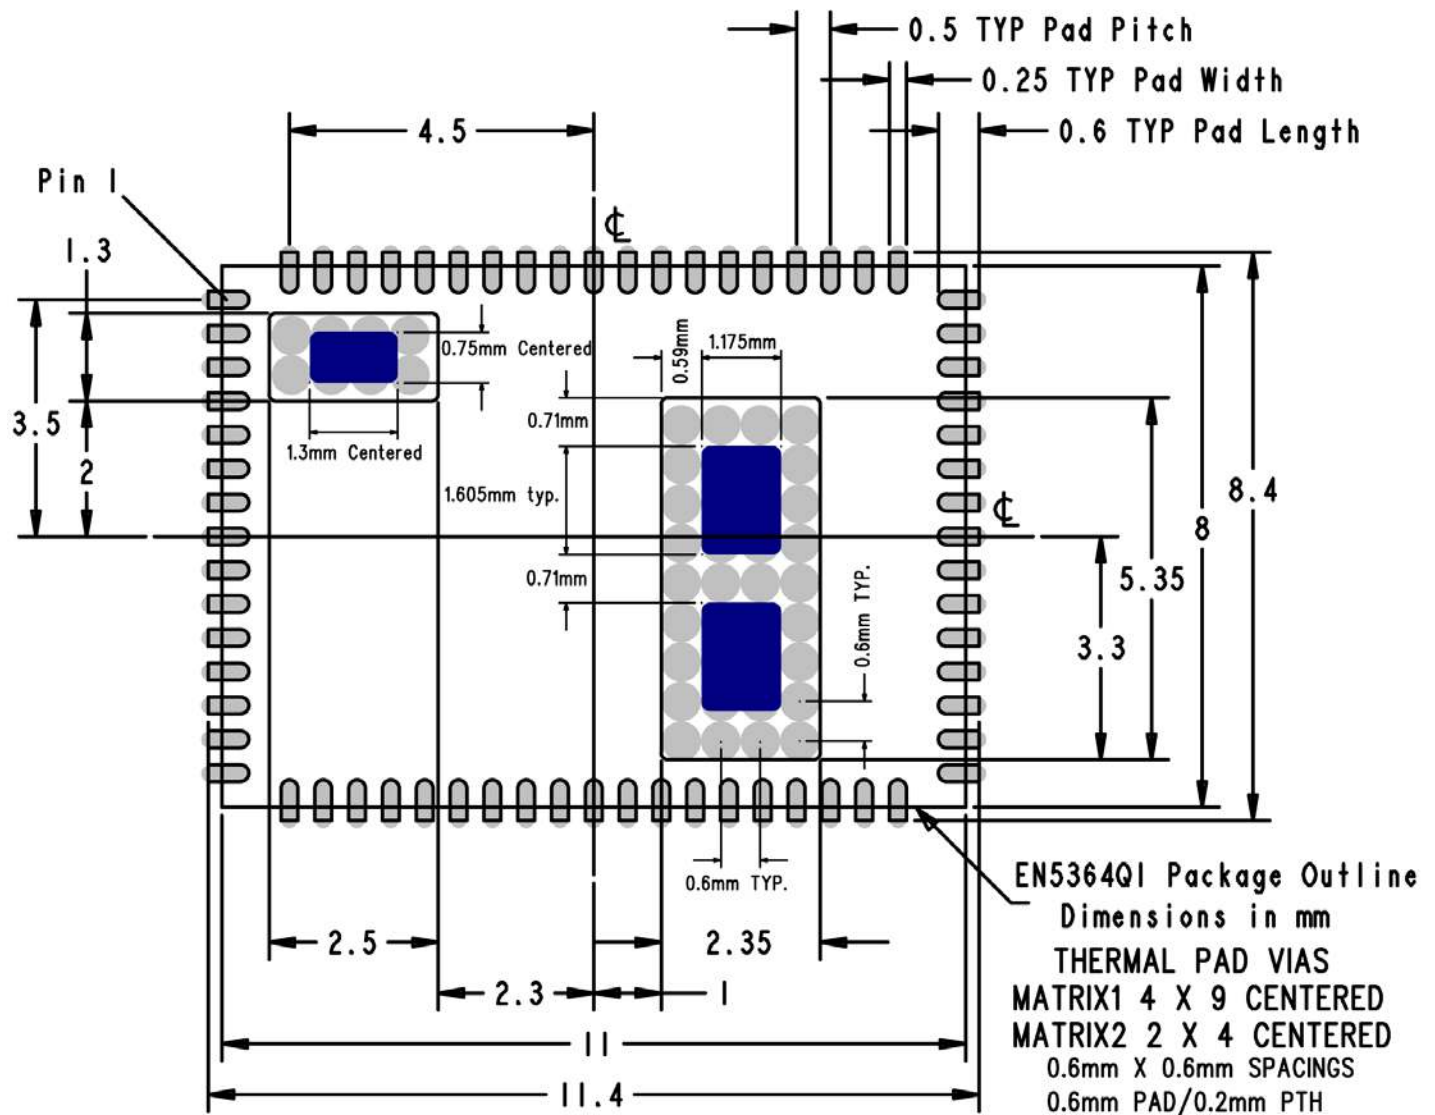 0.5 TYP Pad Pitch
0.25 TYP Pad Width
0.6 TYP Pad Length
4.5
Pin 1
℄
1.3
0.75mm Centered
0.59mm
1.175mm
3.5
0.71mm
1.3mm Centered
2
1.605mm typ.
℄
8.4
8
0.71mm
5.35
0.6mm TYP.
3.3
0.6mm TYP.
EN5364QI Package Outline
Dimensions in mm
2.5
2.35
THERMAL PAD VIAS
2.3
1
MATRIX1 4 X 9 CENTERED
MATRIX2 2 X 4 CENTERED
11
0.6mm X 0.6mm SPACINGS
11.4
0.6mm PAD/0.2mm PTH